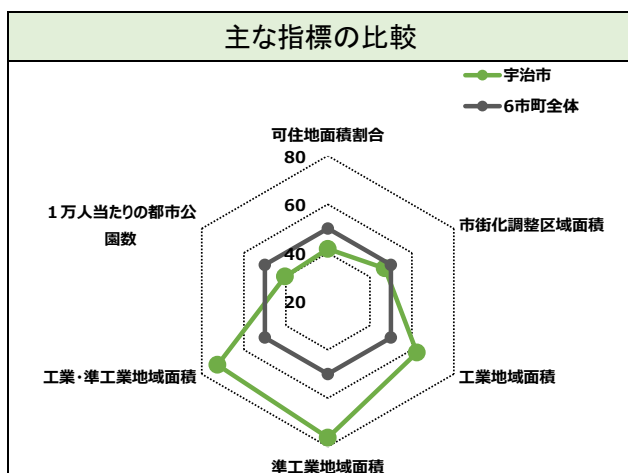 主な指標の比較
宇治市
6市町全体
可住地面積割合
80
1万人当たりの都市公
園数
60
市街化調整区域面積
40
20
工業・準工業地域面積
工業地域面積
準工業地域面積